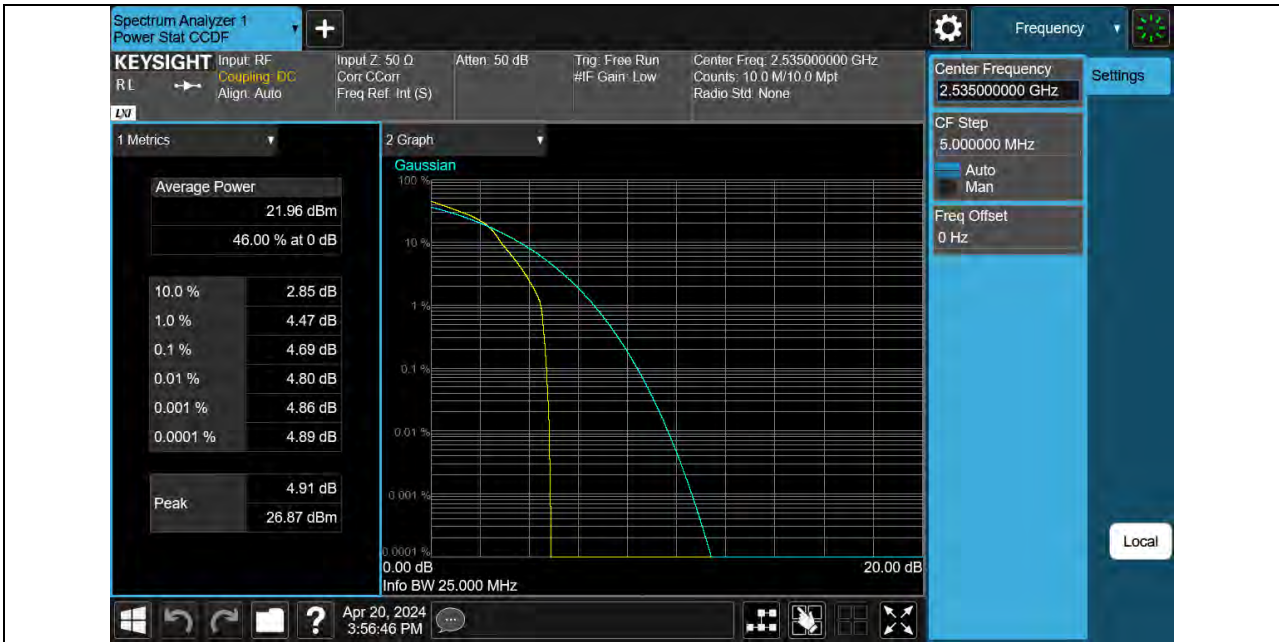 Spectrum Analyzer 1
Power Stat CCDF
Frequency
KEYSIGHT
RL
LXI
Input: RF
Coupling: DC
Align: Auto
Input Z: 50 Ω
Corr CCorr
Freq Ref: Int (S)
Atten: 50 dB
Trig: Free Run
#IF Gain: Low
Center Freq: 2.535000000 GHz
Counts: 10.0 M/10.0 Mpt
Radio Std: None
Center Frequency
2.535000000 GHz
Settings
CF Step
5.000000 MHz
Auto
Man
Freq Offset
0 Hz
1 Metrics
Average Power
21.96 dBm
46.00 % at 0 dB
10.0 % 2.85 dB
1.0 % 4.47 dB
0.1 % 4.69 dB
0.01 % 4.80 dB
0.001 % 4.86 dB
0.0001 % 4.89 dB
Peak
4.91 dB
26.87 dBm
2 Graph
Gaussian
100 %
10 %
1 %
0.1 %
0.01 %
0.001 %
0.0001 %
0.00 dB 20.00 dB
Info BW 25.000 MHz
Local
?
Apr 20, 2024
3:56:46 PM